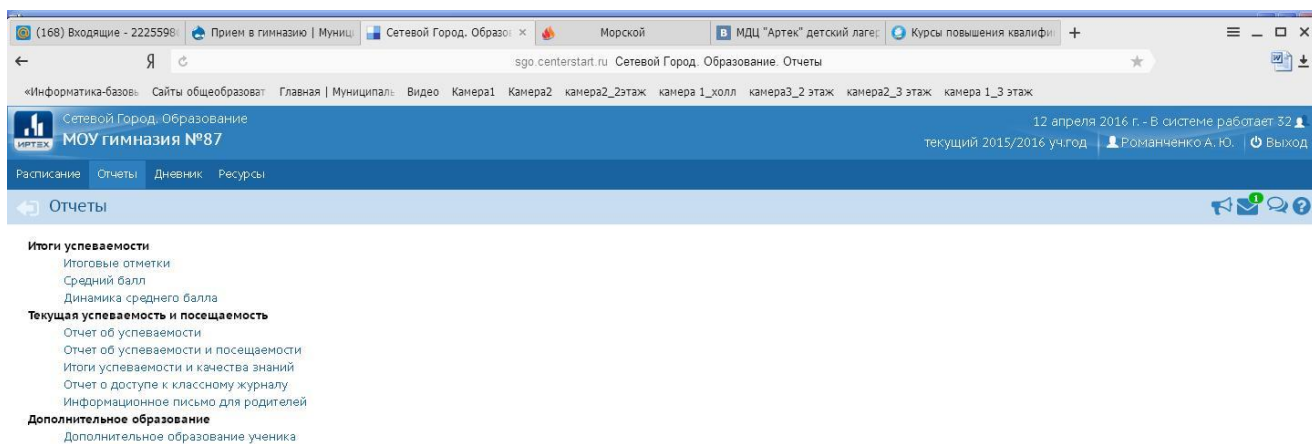 (168) Входящие - 2225598 Прием в гимназию | Муници Сетевой Город. Образо × Морской В МДЦ "Артек" детский лагер Курсы повышения квалифи +
Я sgo.centerstart.ru Сетевой Город. Образование. Отчеты
«Информатика-базовь Сайты общеобразоват Главная | Муниципаль Видео Камера1 Камера2 камера2_2этаж камера 1_холл камера3_2 этаж камера2_3 этаж камера 1_3 этаж
Сетевой Город. Образование 12 апреля 2016 г. - В системе работает 32
ИРТЕХ МОУ гимназия №87 текущий 2015/2016 уч.год Романченко А. Ю. Выход
Расписание Отчеты Дневник Ресурсы
Отчеты 1
Итоги успеваемости
Итоговые отметки
Средний балл
Динамика среднего балла
Текущая успеваемость и посещаемость
Отчет об успеваемости
Отчет об успеваемости и посещаемости
Итоги успеваемости и качества знаний
Отчет о доступе к классному журналу
Информационное письмо для родителей
Дополнительное образование
Дополнительное образование ученика